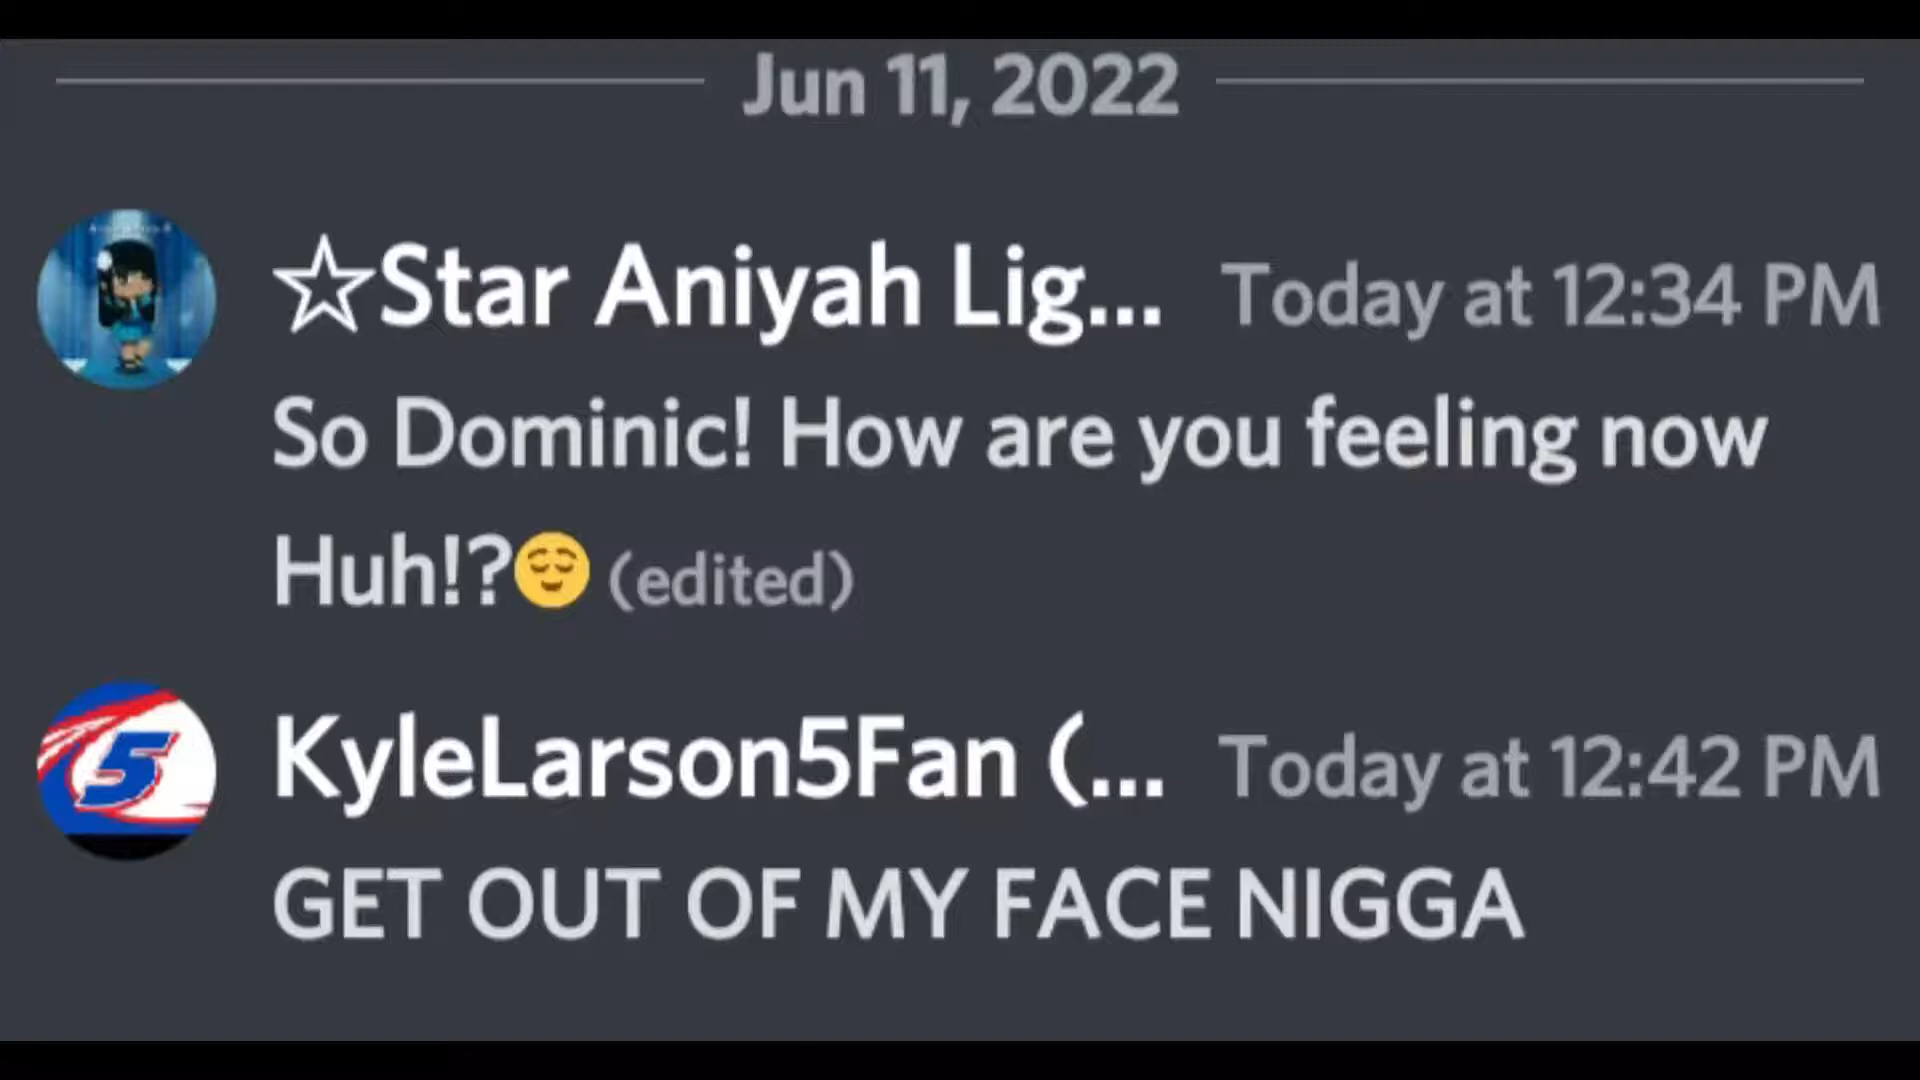 Jun 11, 2022
☆Star Aniyah Lig... Today at 12:34 PM
So Dominic! How are you feeling now
Huh!?😌 (edited)
5
KyleLarson5Fan (... Today at 12:42 PM
GET OUT OF MY FACE NIGGA